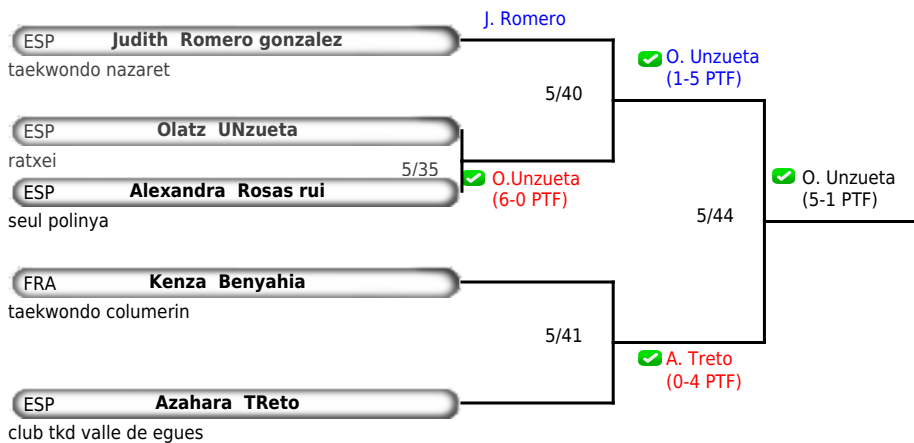 J. Romero
ESP Judith Romero gonzalez
taekwondo nazaret
O. Unzueta
(1-5 PTF)
5/40
ESP Olatz UNzueta
ratxei
5/35
ESP Alexandra Rosas rui
seul polinya
O.Unzueta
(6-0 PTF)
O. Unzueta
(5-1 PTF)
5/44
FRA Kenza Benyahia
taekwondo columerin
5/41
A. Treto
(0-4 PTF)
ESP Azahara TReto
club tkd valle de egues